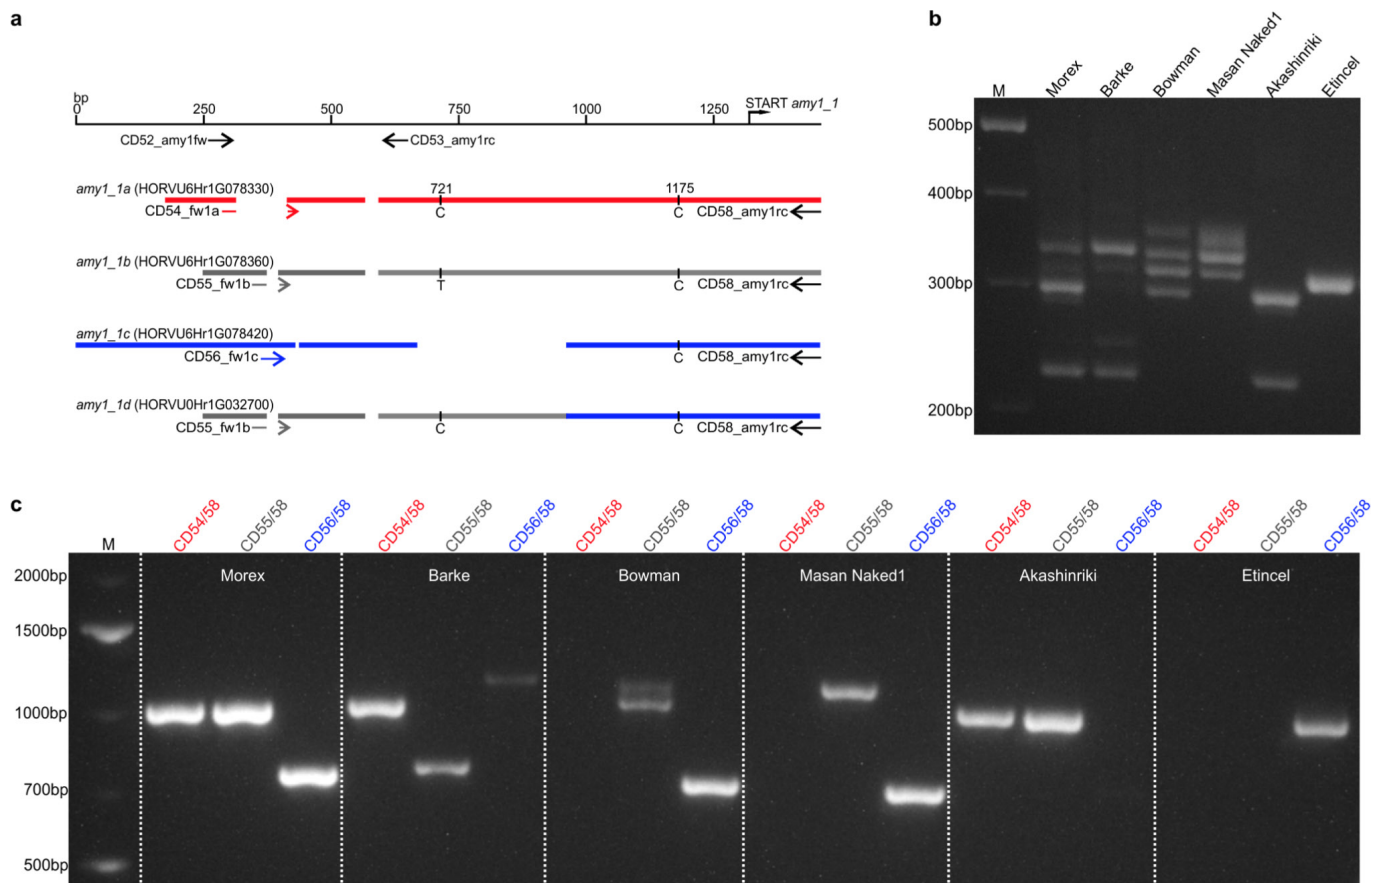 a
bp
0 250 500 750 1000 1250 START amy1_1
CD52_amy1fw CD53_amy1rc
amy1_1a (HORVU6Hr1G078330) 721 1175
CD54_fw1a C C CD58_amy1rc
amy1_1b (HORVU6Hr1G078360)
CD55_fw1b T C CD58_amy1rc
amy1_1c (HORVU6Hr1G078420)
CD56_fw1c C CD58_amy1rc
amy1_1d (HORVU0Hr1G032700)
CD55_fw1b C C CD58_amy1rc
b
M Morex Barke Bowman Masan Naked1 Akashinriki Etincel
500bp
400bp
300bp
200bp
c
M CD54/58 CD55/58 CD56/58 CD54/58 CD55/58 CD56/58 CD54/58 CD55/58 CD56/58 CD54/58 CD55/58 CD56/58 CD54/58 CD55/58 CD56/58 CD54/58 CD55/58 CD56/58
2000bp Morex Barke Bowman Masan Naked1 Akashinriki Etincel
1500bp
1000bp
700bp
500bp